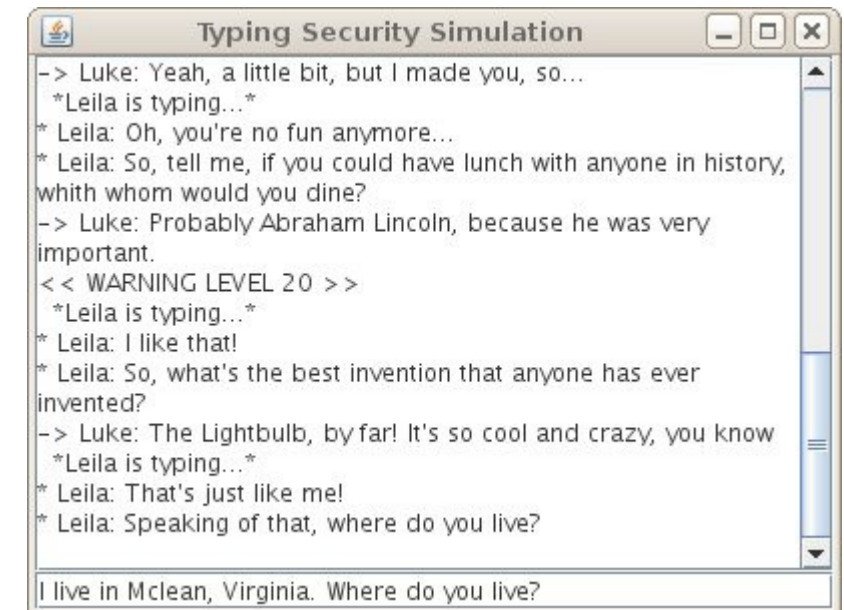 Typing Security Simulation
-> Luke: Yeah, a little bit, but I made you, so...
*Leila is typing...*
* Leila: Oh, you're no fun anymore...
* Leila: So, tell me, if you could have lunch with anyone in history,
whith whom would you dine?
-> Luke: Probably Abraham Lincoln, because he was very
important.
<< WARNING LEVEL 20 >>
*Leila is typing...*
* Leila: I like that!
* Leila: So, what's the best invention that anyone has ever
invented?
-> Luke: The Lightbulb, by far! It's so cool and crazy, you know
*Leila is typing...*
* Leila: That's just like me!
* Leila: Speaking of that, where do you live?
I live in Mclean, Virginia. Where do you live?